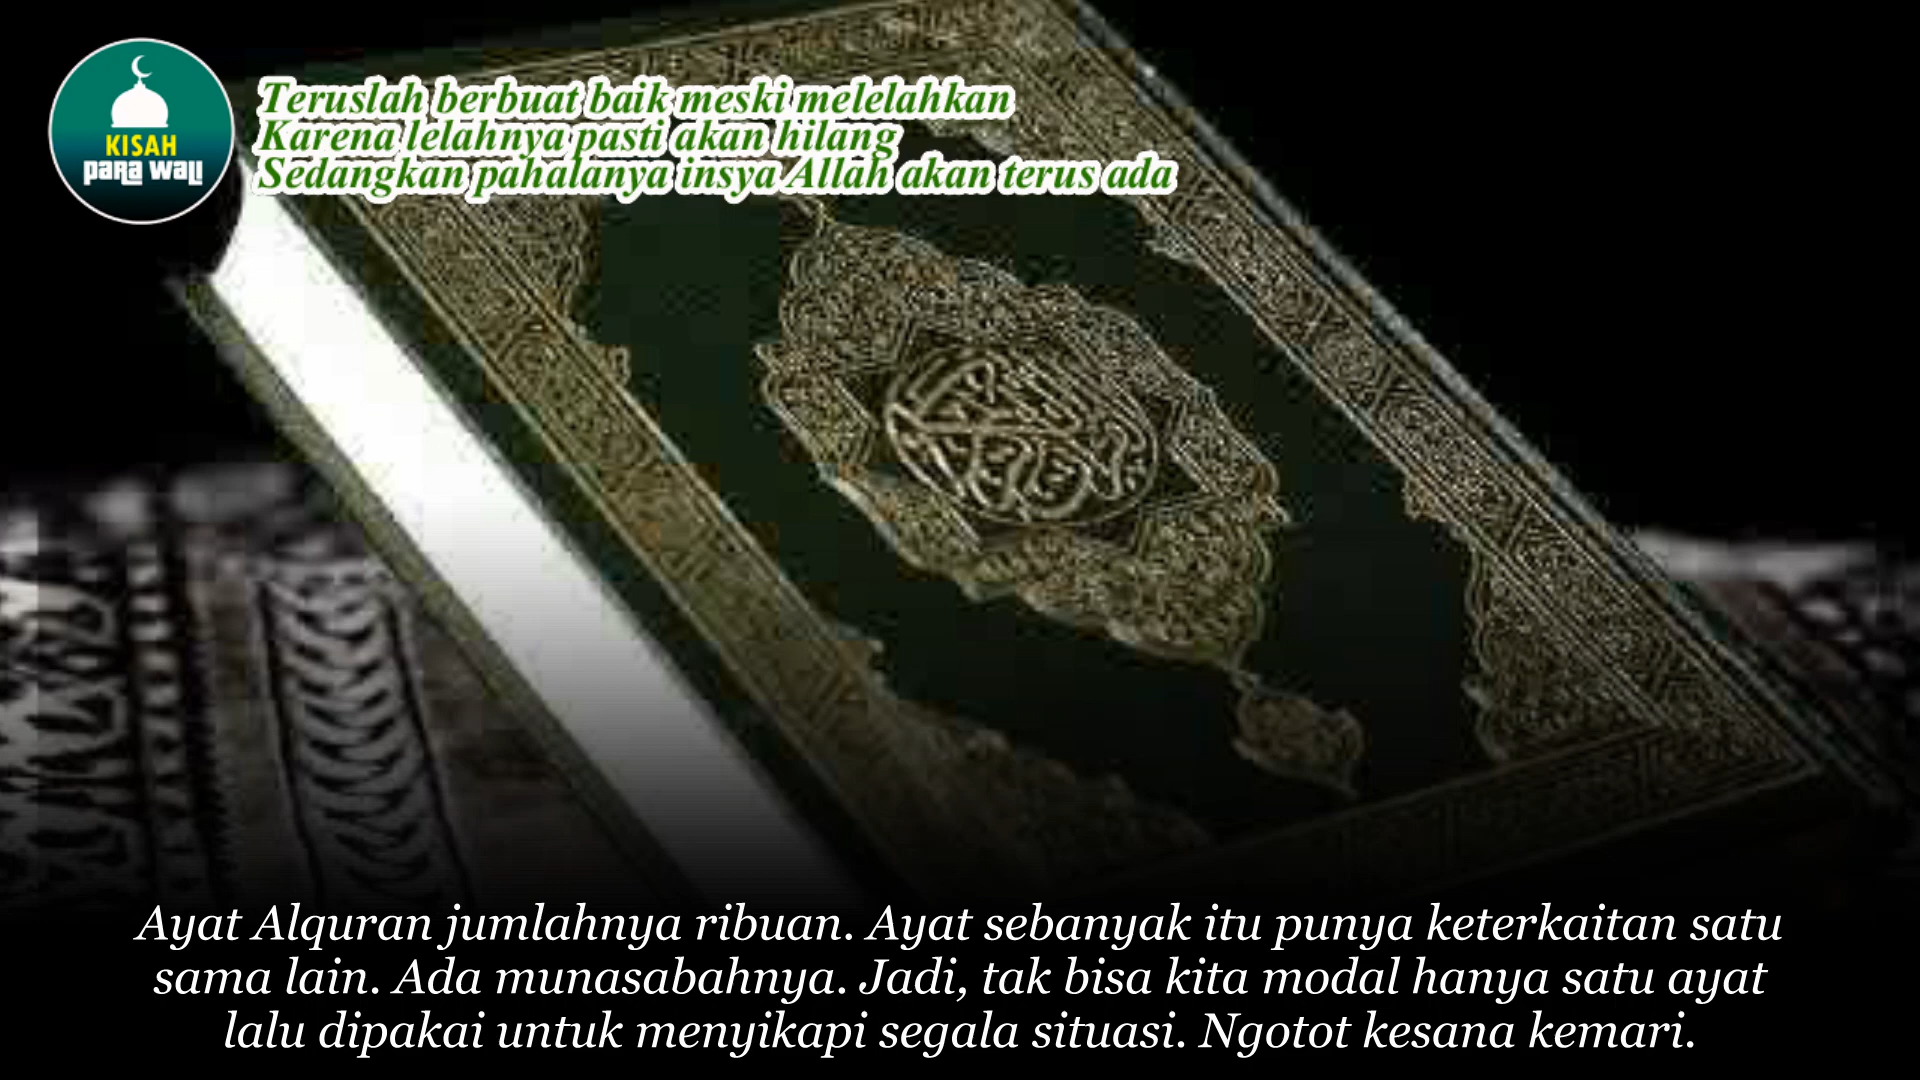 KISAH
PARA WALI
Teruslah berbuat baik meski melelahkan
Karena lelahnya pasti akan hilang
Sedangkan pahalanya insya Allah akan terus ada
Ayat Alquran jumlahnya ribuan. Ayat sebanyak itu punya keterkaitan satu
sama lain. Ada munasabahnya. Jadi, tak bisa kita modal hanya satu ayat
lalu dipakai untuk menyikapi segala situasi. Ngotot kesana kemari.